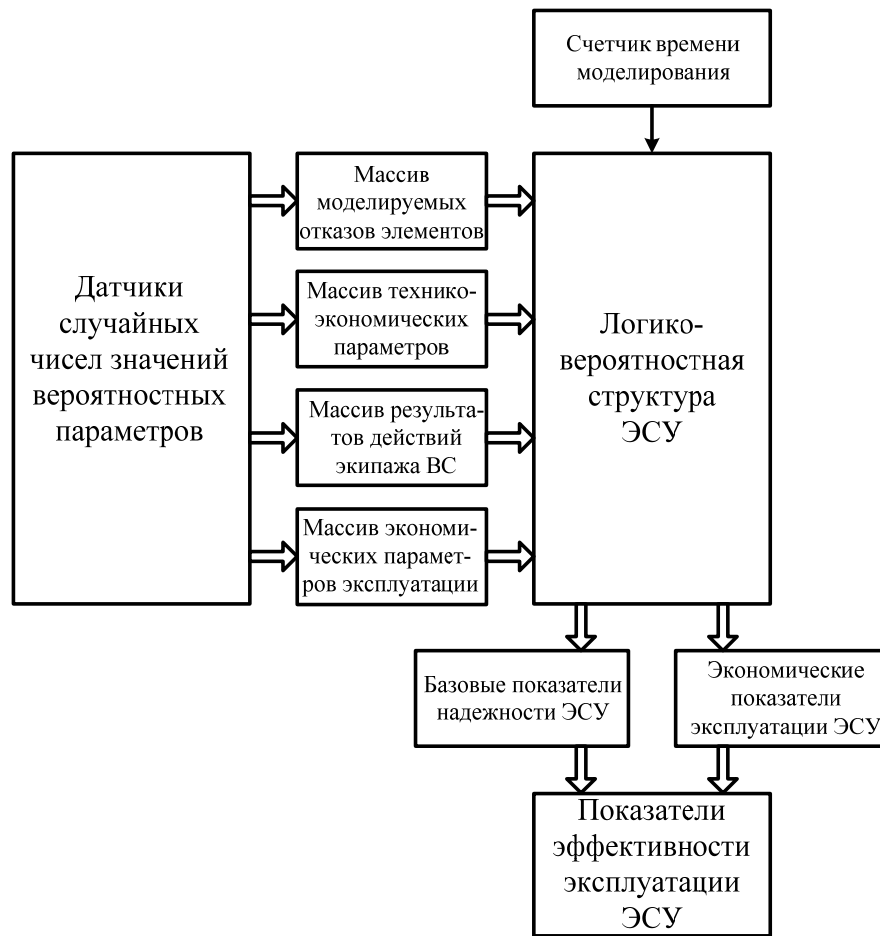 Счетчик времени
моделирования
Датчики
случайных
чисел значений
вероятностных
параметров
Массив
моделируемых
отказов элементов
Массив технико-
экономических
параметров
Массив результа-
тов действий
экипажа ВС
Массив экономи-
ческих парамет-
ров эксплуатации
Логико-
вероятностная
структура
ЭСУ
Базовые показатели
надежности ЭСУ
Экономические
показатели
эксплуатации ЭСУ
Показатели
эффективности
эксплуатации
ЭСУ